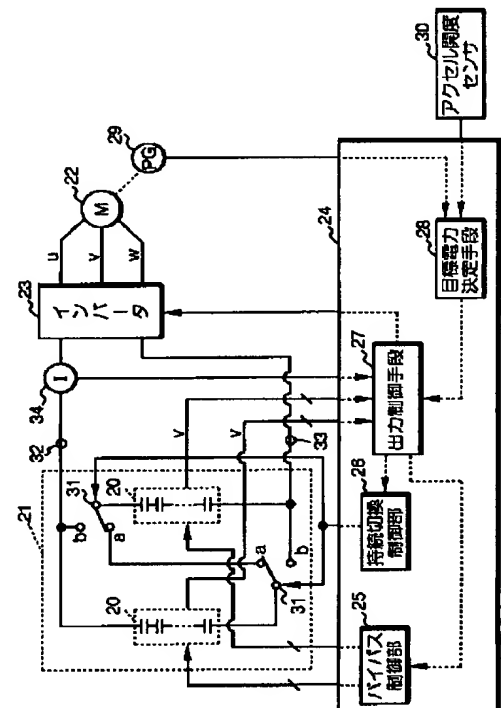 21
20
20
31
31
a
b
a
b
32
33
34
I
23
インバータ
u
v
w
22
M
29
PG
V
V
24
25
バイパス
制御部
26
持続切換
制御部
27
出力制御手段
28
目標電力
決定手段
30
アクセル開度
センサ